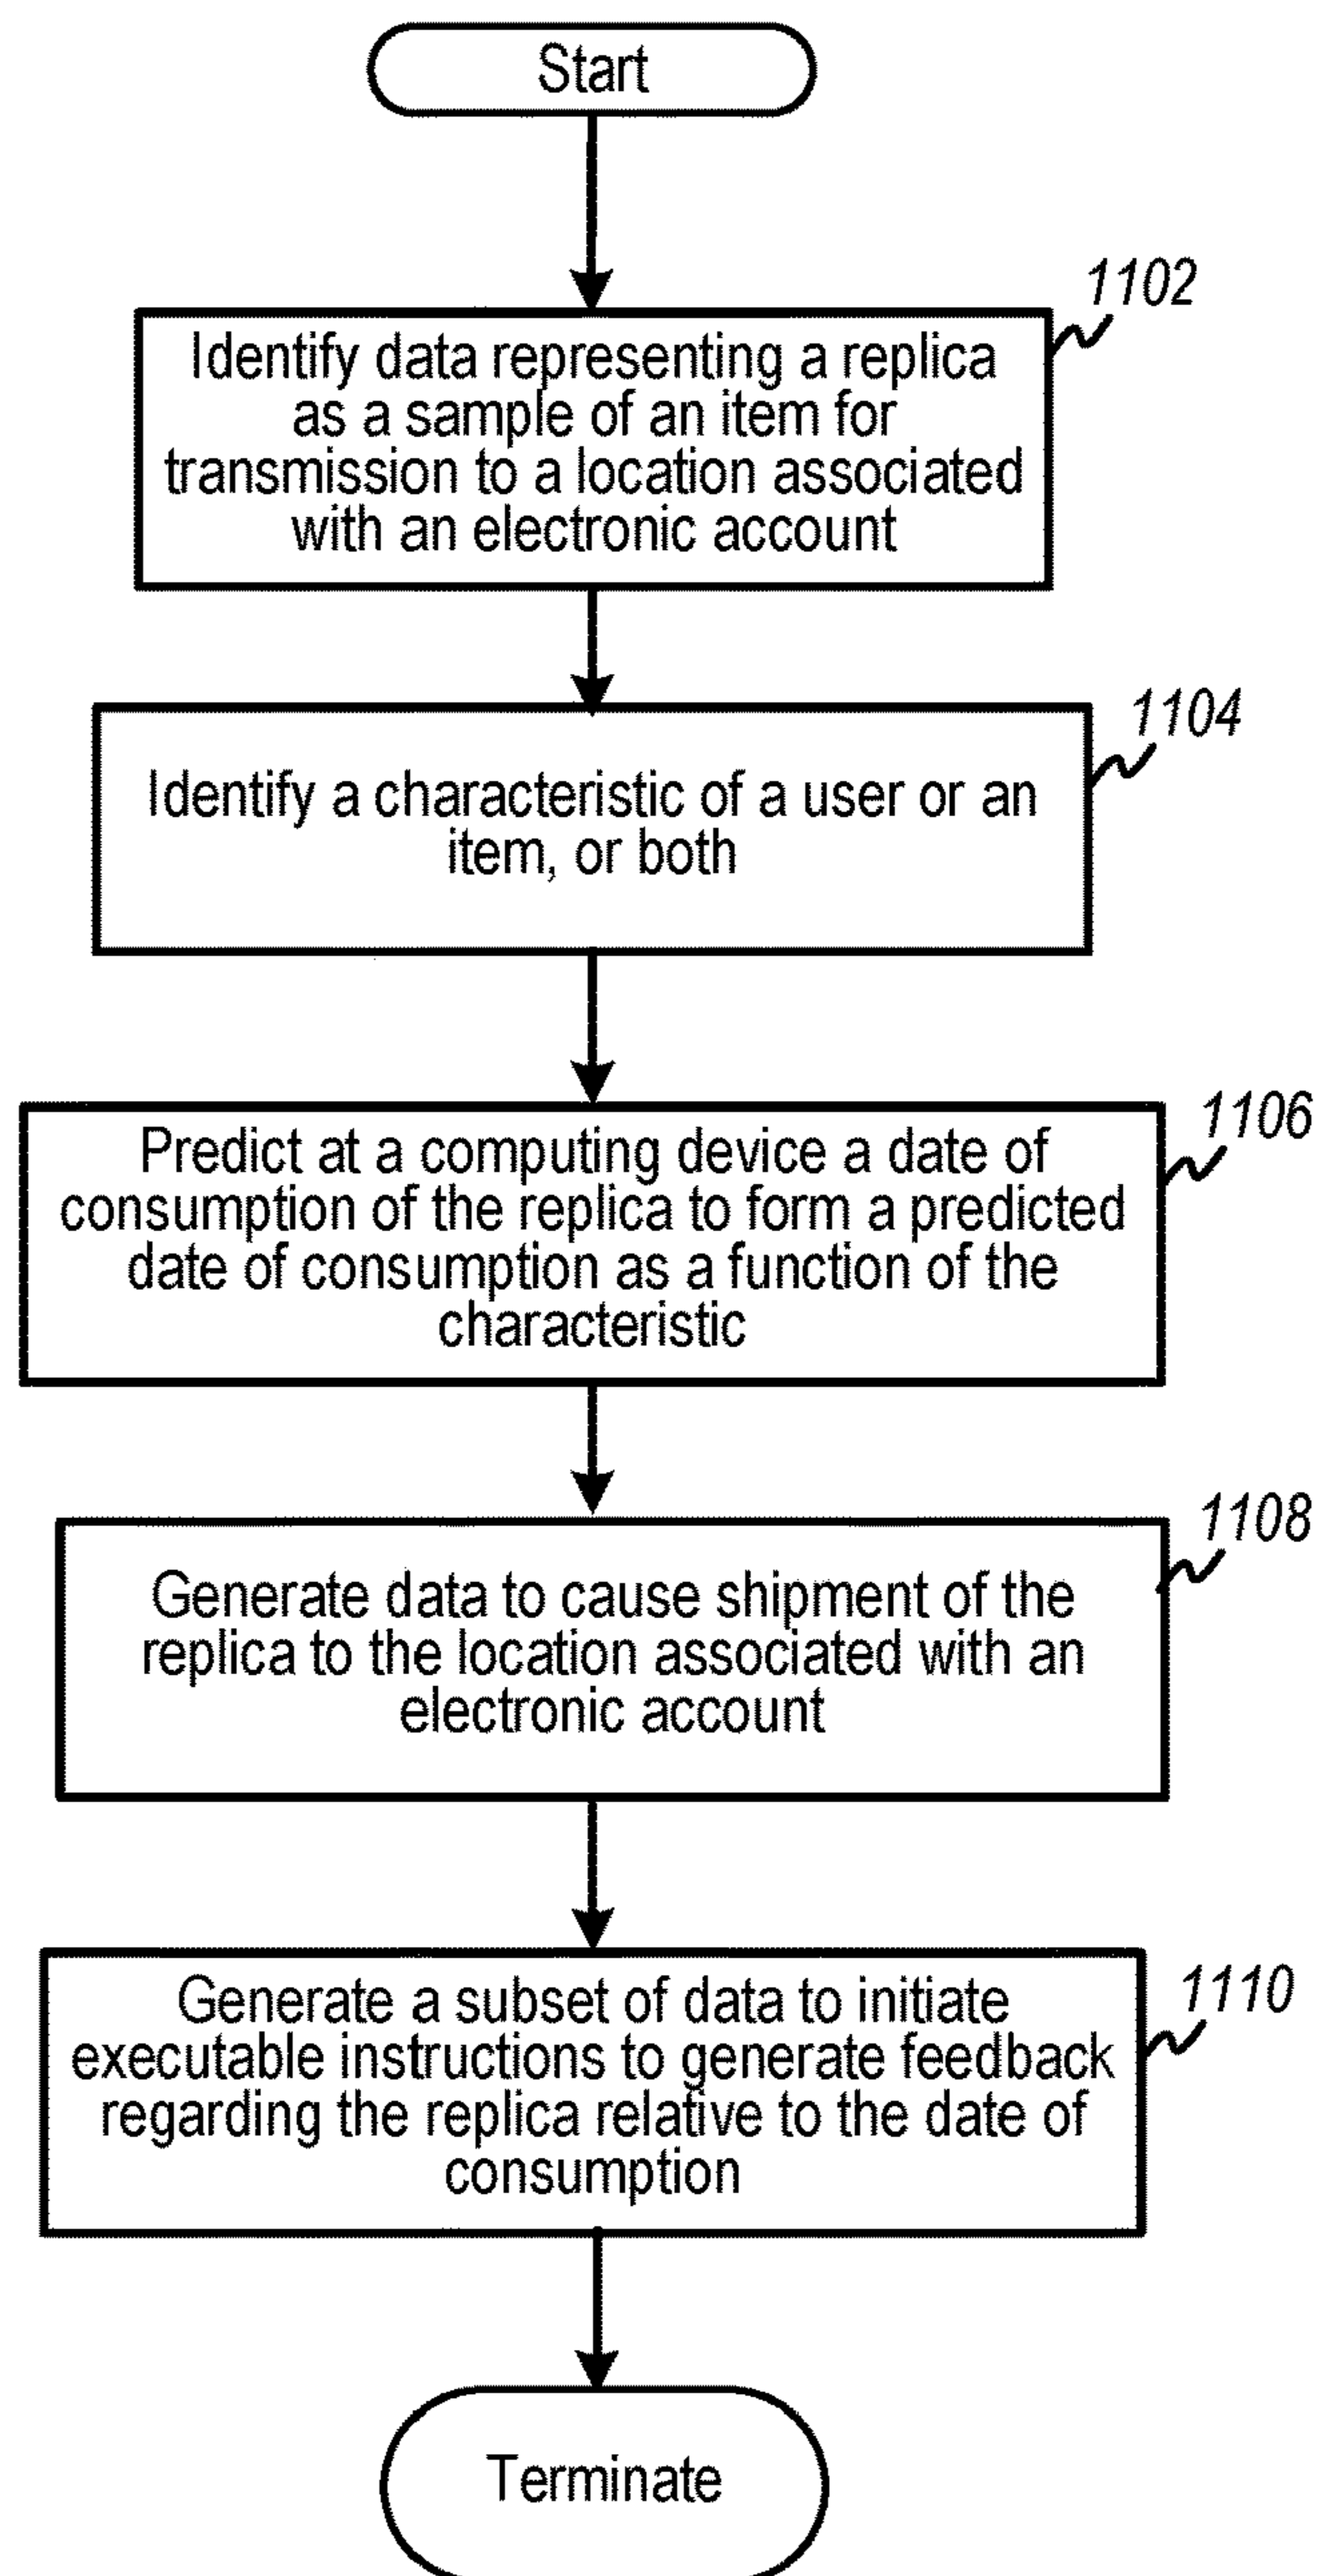 Start
1102
Identify data representing a replica
as a sample of an item for
transmission to a location associated
with an electronic account
1104
Identify a characteristic of a user or an
item, or both
1106
Predict at a computing device a date of
consumption of the replica to form a predicted
date of consumption as a function of the
characteristic
1108
Generate data to cause shipment of the
replica to the location associated with an
electronic account
1110
Generate a subset of data to initiate
executable instructions to generate feedback
regarding the replica relative to the date of
consumption
Terminate